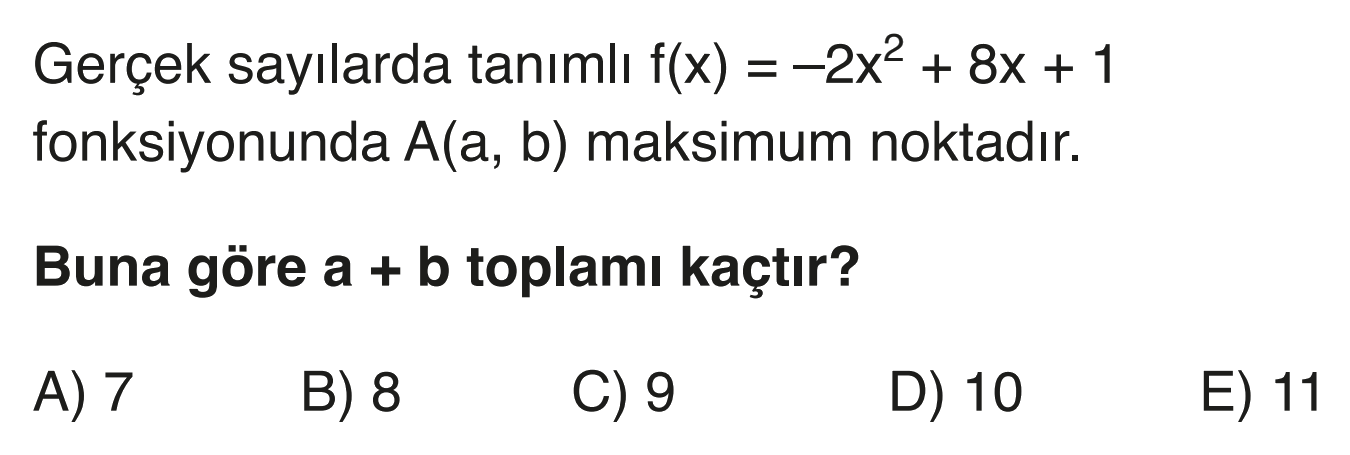 Gerçek sayılarda tanımlı f(x) = –2x² + 8x + 1
fonksiyonunda A(a, b) maksimum noktadır.
Buna göre a + b toplamı kaçtır?
A) 7 B) 8 C) 9 D) 10 E) 11